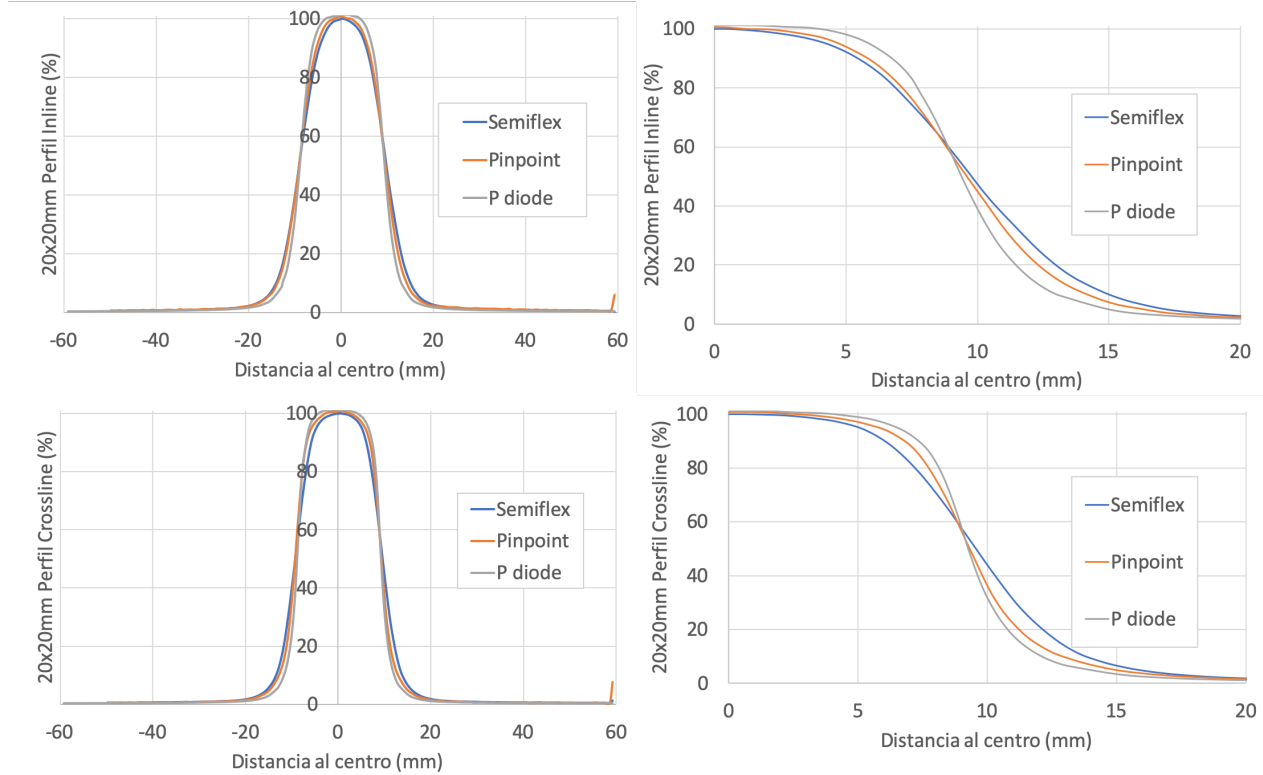 20x20mm Perfil Inline (%)
100
80
60
40
20
0
Semiflex
Pinpoint
P diode
-60 -40 -20 0 20 40 60
Distancia al centro (mm)
20x20mm Perfil Inline (%)
100
80
60
40
20
0
Semiflex
Pinpoint
P diode
0 5 10 15 20
Distancia al centro (mm)
20x20mm Perfil Crossline (%)
100
80
60
40
20
0
Semiflex
Pinpoint
P diode
-60 -40 -20 0 20 40 60
Distancia al centro (mm)
20x20mm Perfil Crossline (%)
100
80
60
40
20
0
Semiflex
Pinpoint
P diode
0 5 10 15 20
Distancia al centro (mm)